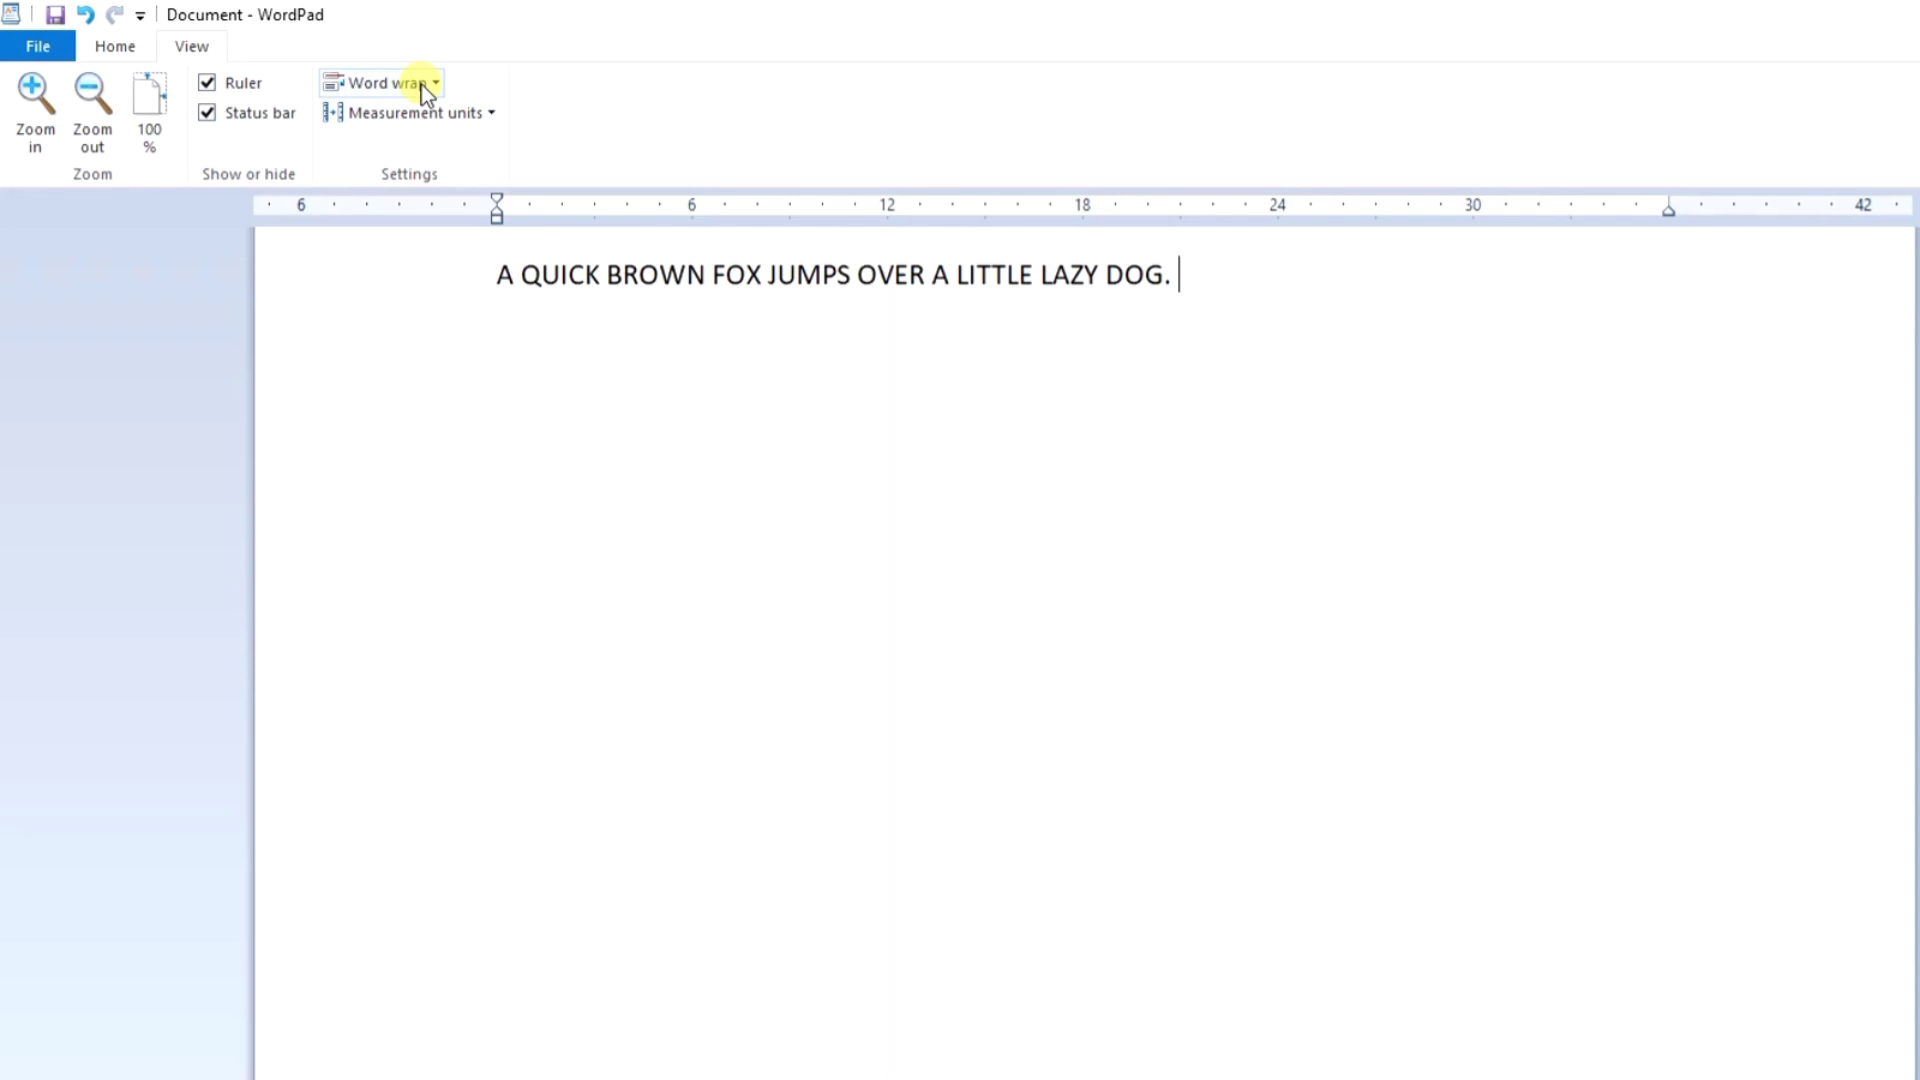 Document - WordPad
File Home View
Zoom in
Zoom out
100 %
Zoom
Ruler
Status bar
Show or hide
Word wrap
Measurement units
Settings
6 6 12 18 24 30 42
A QUICK BROWN FOX JUMPS OVER A LITTLE LAZY DOG.